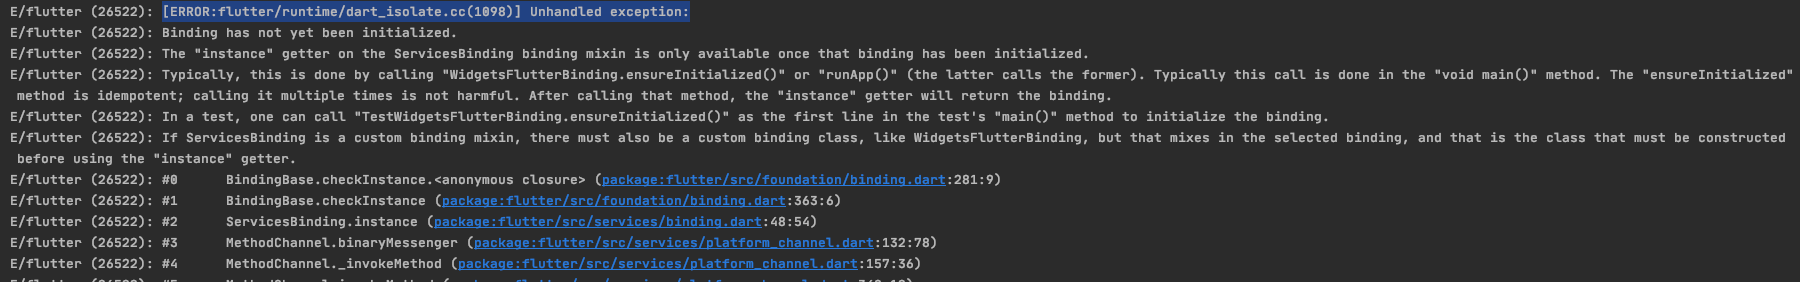 E/flutter (26522): [ERROR:flutter/runtime/dart_isolate.cc(1098)] Unhandled exception:
E/flutter (26522): Binding has not yet been initialized.
E/flutter (26522): The "instance" getter on the ServicesBinding binding mixin is only available once that binding has been initialized.
E/flutter (26522): Typically, this is done by calling "WidgetsFlutterBinding.ensureInitialized()" or "runApp()" (the latter calls the former). Typically this call is done in the "void main()" method. The "ensureInitialized"
method is idempotent; calling it multiple times is not harmful. After calling that method, the "instance" getter will return the binding.
E/flutter (26522): In a test, one can call "TestWidgetsFlutterBinding.ensureInitialized()" as the first line in the test's "main()" method to initialize the binding.
E/flutter (26522): If ServicesBinding is a custom binding mixin, there must also be a custom binding class, like WidgetsFlutterBinding, but that mixes in the selected binding, and that is the class that must be constructed
before using the "instance" getter.
E/flutter (26522): #0      BindingBase.checkInstance.<anonymous closure> (package:flutter/src/foundation/binding.dart:281:9)
E/flutter (26522): #1      BindingBase.checkInstance (package:flutter/src/foundation/binding.dart:363:6)
E/flutter (26522): #2      ServicesBinding.instance (package:flutter/src/services/binding.dart:48:54)
E/flutter (26522): #3      MethodChannel.binaryMessenger (package:flutter/src/services/platform_channel.dart:132:78)
E/flutter (26522): #4      MethodChannel._invokeMethod (package:flutter/src/services/platform_channel.dart:157:36)